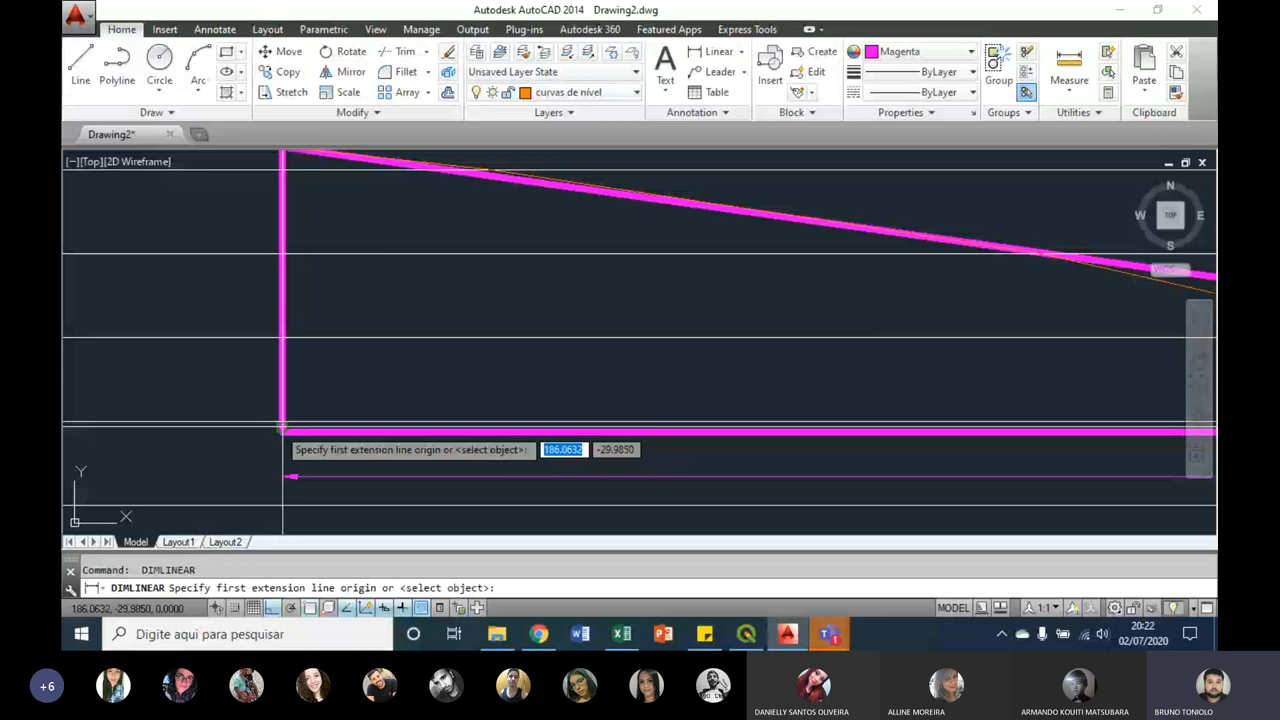 Autodesk AutoCAD 2014 Drawing2.dwg
Home Insert Annotate Layout Parametric View Manage Output Plug-ins Autodesk 360 Featured Apps Express Tools
Line Polyline Circle Arc
Move Rotate Trim
Copy Mirror Fillet
Stretch Scale Array
Unsaved Layer State
curvas de nível
Text
Linear
Leader
Table
Insert
Create
Edit
Magenta
ByLayer
ByLayer
Group
Measure
Paste
Draw Modify Layers Annotation Block Properties Groups Utilities Clipboard
Drawing2*
[−][Top][2D Wireframe]
N
W TOP E
S
Specify first extension line origin or <select object>: 186.0632 -29.9850
Y
X
Model Layout1 Layout2
Command: DIMLINEAR
DIMLINEAR Specify first extension line origin or <select object>:
186.0632, -29.9850, 0.0000 MODEL 1:1
Digite aqui para pesquisar
20:22
02/07/2020
+6
DANIELLY SANTOS OLIVEIRA ALLINE MOREIRA ARMANDO KOUITI MATSUBARA BRUNO TONIOLO